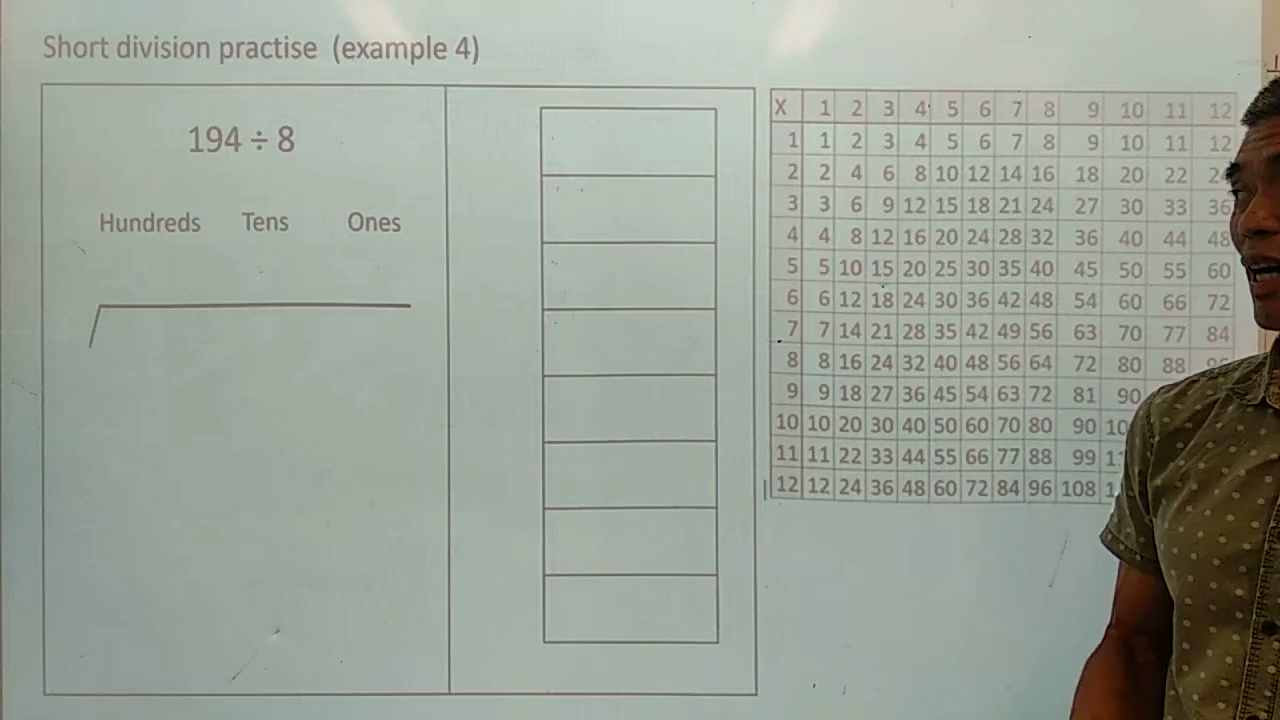 Short division practise (example 4)
194 ÷ 8
Hundreds Tens Ones
X 1 2 3 4 5 6 7 8 9 10 11 12
1 1 2 3 4 5 6 7 8 9 10 11 12
2 2 4 6 8 10 12 14 16 18 20 22
3 3 6 9 12 15 18 21 24 27 30 33 36
4 4 8 12 16 20 24 28 32 36 40 44 48
5 5 10 15 20 25 30 35 40 45 50 55 60
6 6 12 18 24 30 36 42 48 54 60 66 72
7 7 14 21 28 35 42 49 56 63 70 77 84
8 8 16 24 32 40 48 56 64 72 80 88
9 9 18 27 36 45 54 63 72 81 90
10 10 20 30 40 50 60 70 80 90
11 11 22 33 44 55 66 77 88 99
12 12 24 36 48 60 72 84 96 108